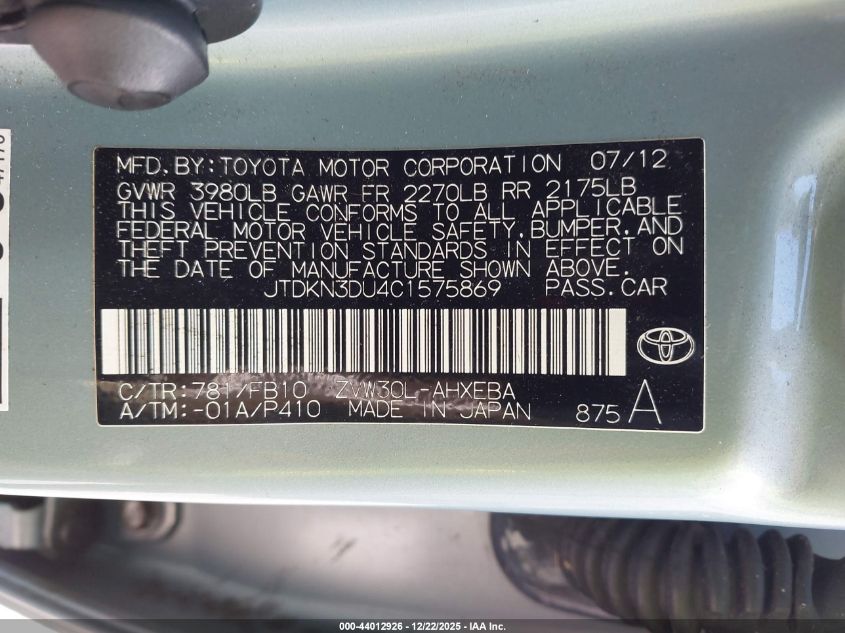 MFD.BY:TOYOTA MOTOR CORPORATION 07/12
GVWR 3980LB GAWR FR 2270LB RR 2175LB
THIS VEHICLE CONFORMS TO ALL APPLICABLE
FEDERAL MOTOR VEHICLE SAFETY,BUMPER,AND
THEFT PREVENTION STANDARDS IN EFFECT ON
THE DATE OF MANUFACTURE SHOWN ABOVE.
JTDKN3DU4C1575869 PASS.CAR
C/TR:781/FB10 ZVW30L-AHXEBA
A/TM:-01A/P410 MADE IN JAPAN 875 A
000-44012926 - 12/22/2025 - IAA Inc.